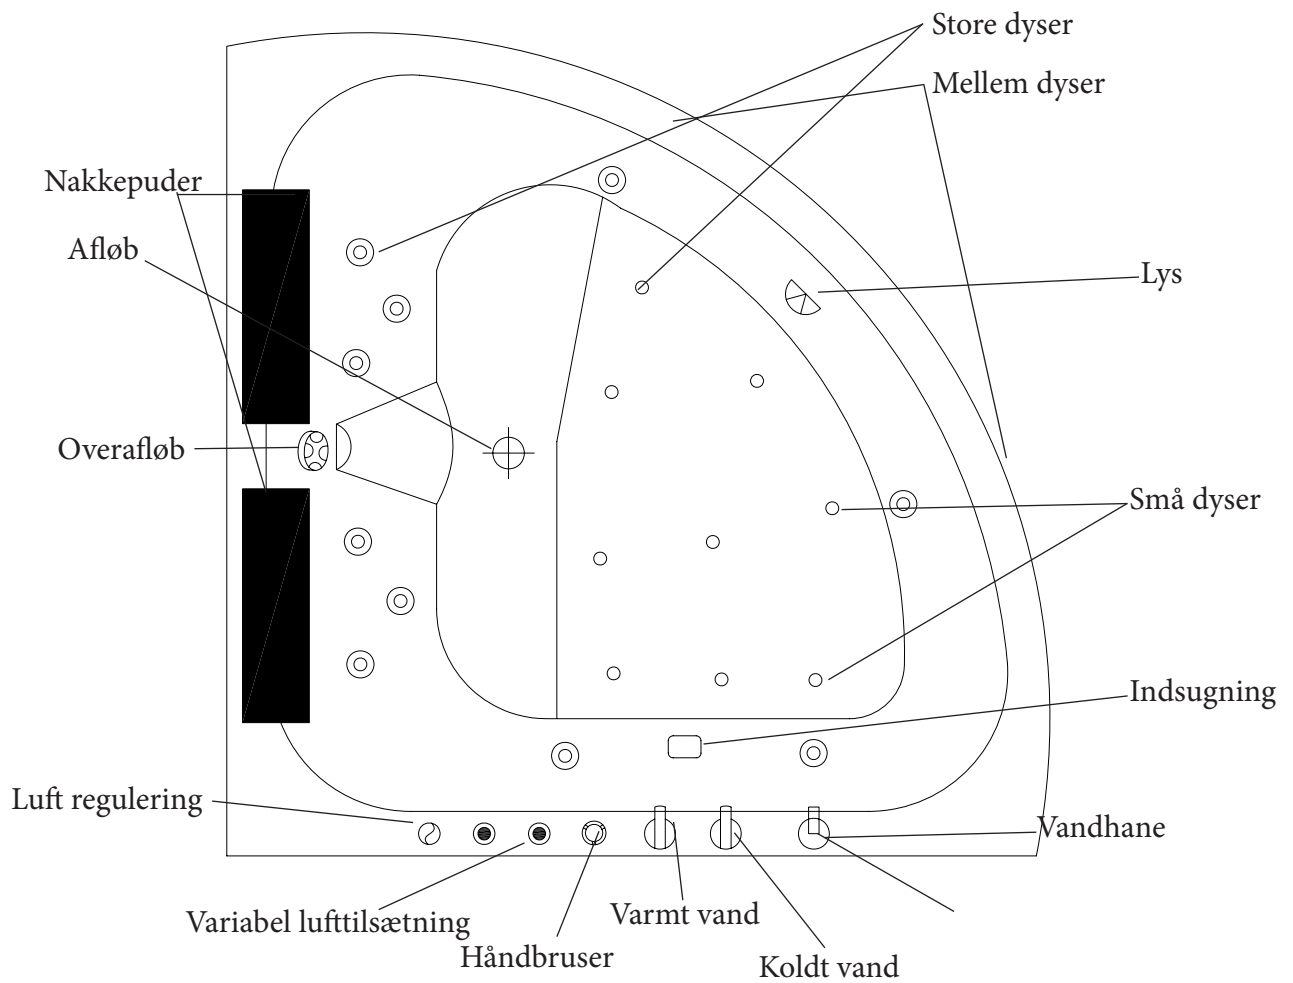 Store dyser
Mellem dyser
Nakkepuder
Afløb
Lys
Overafløb
Små dyser
Indsugning
Luft regulering
Vandhane
Variabel lufttilsætning
Varmt vand
Håndbruser
Koldt vand